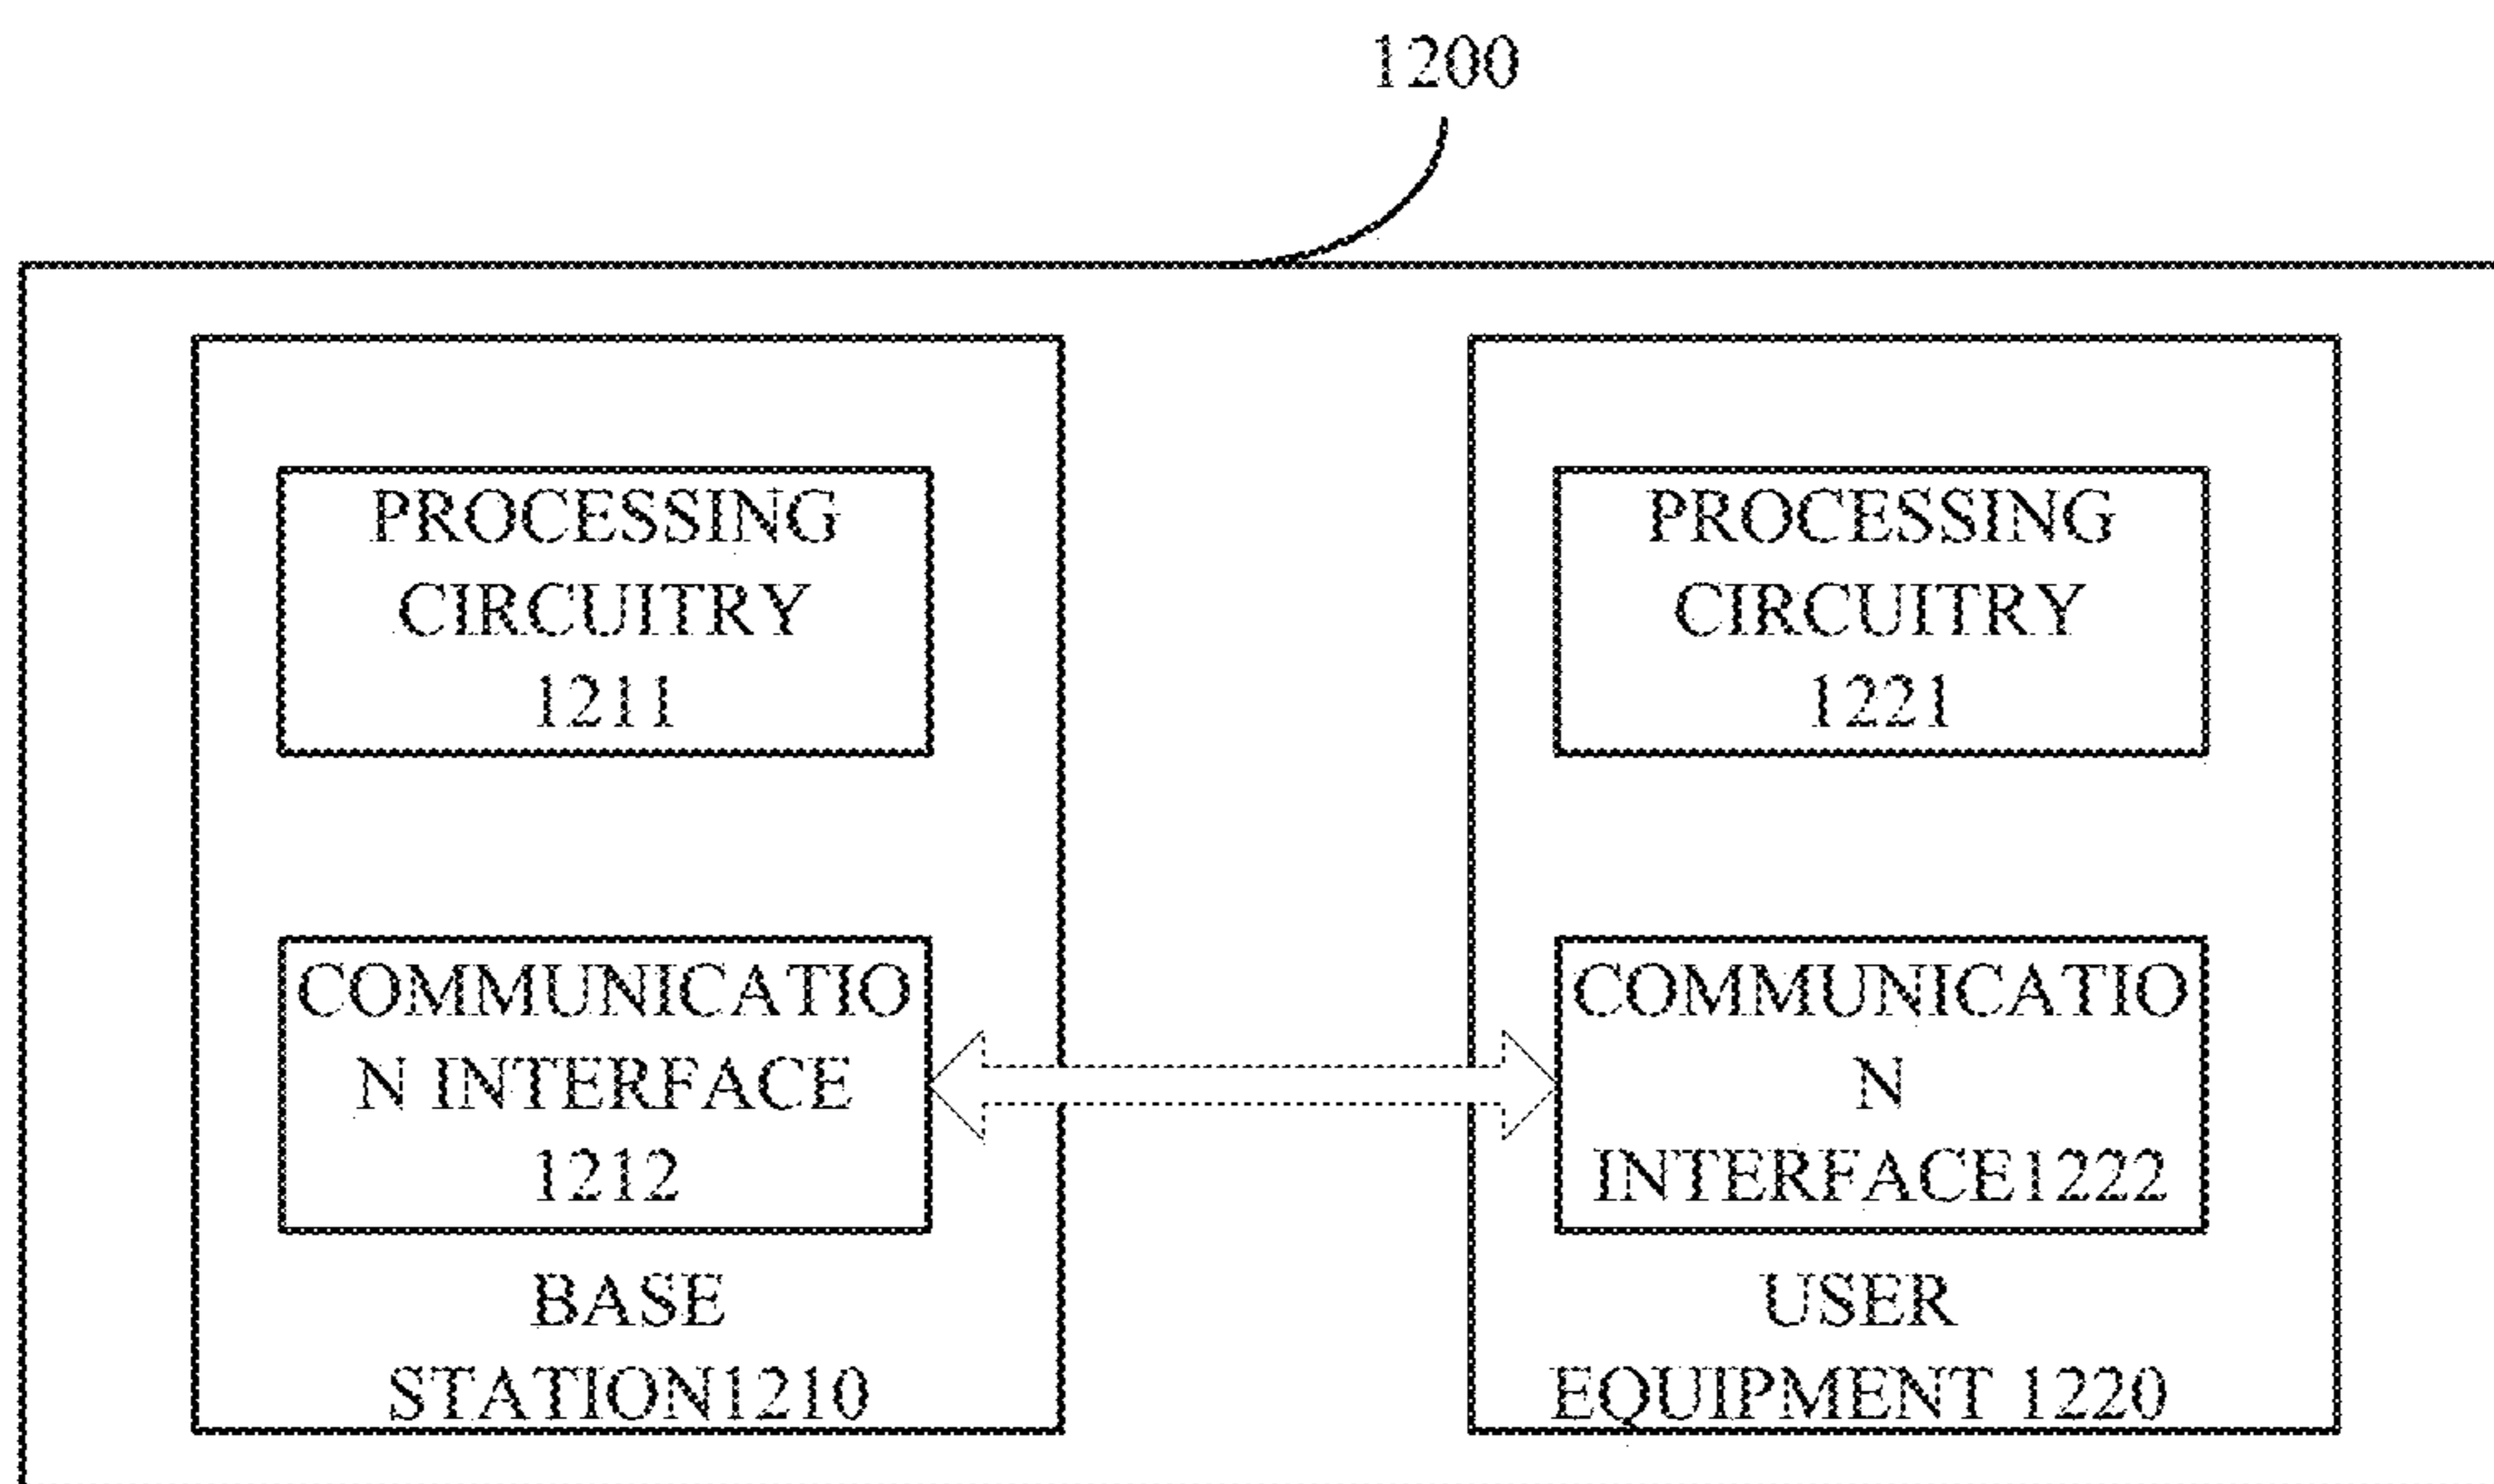 1200
PROCESSING
CIRCUITRY
1211
COMMUNICATIO
N INTERFACE
1212
BASE
STATION1210
PROCESSING
CIRCUITRY
1221
COMMUNICATIO
N
INTERFACE1222
USER
EQUIPMENT 1220